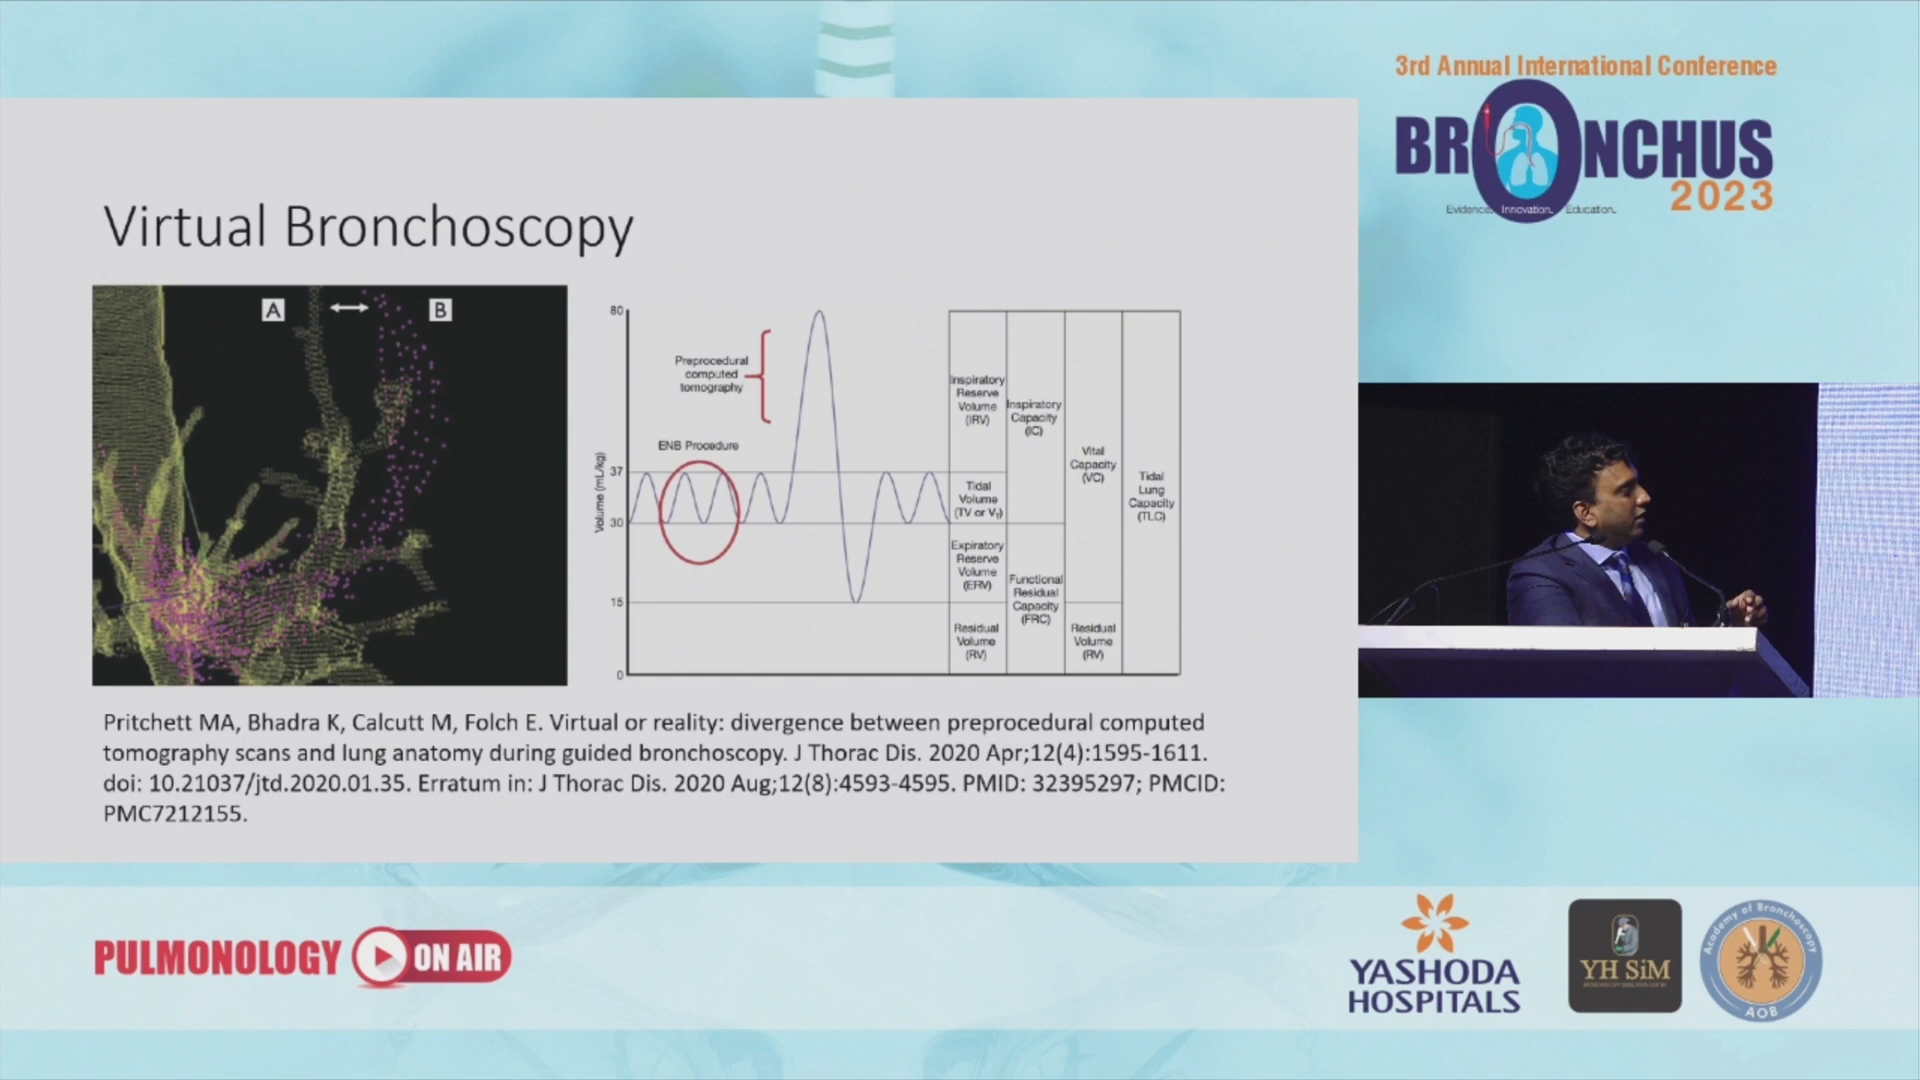 3rd Annual International Conference
BRONCHUS
2023
Evidence. Innovation. Education.
Virtual Bronchoscopy
A
B
80
37
30
15
0
Volume (mL/kg)
Preprocedural
computed
tomography
ENB Procedure
Inspiratory
Reserve
Volume
(IRV)
Tidal
Volume
(TV or VT)
Expiratory
Reserve
Volume
(ERV)
Residual
Volume
(RV)
Inspiratory
Capacity
(IC)
Functional
Residual
Capacity
(FRC)
Vital
Capacity
(VC)
Residual
Volume
(RV)
Tidal
Lung
Capacity
(TLC)
Pritchett MA, Bhadra K, Calcutt M, Folch E. Virtual or reality: divergence between preprocedural computed
tomography scans and lung anatomy during guided bronchoscopy. J Thorac Dis. 2020 Apr;12(4):1595-1611.
doi: 10.21037/jtd.2020.01.35. Erratum in: J Thorac Dis. 2020 Aug;12(8):4593-4595. PMID: 32395297; PMCID:
PMC7212155.
PULMONOLOGY ON AIR
YASHODA
HOSPITALS
YH SiM
Academy of Bronchoscopy
AOB